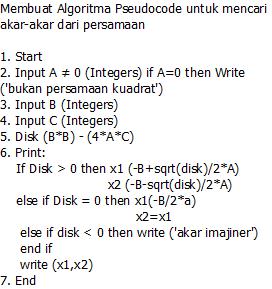 Membuat Algoritma Pseudocode untuk mencari
akar-akar dari persamaan
1. Start
2. Input A ≠ 0 (Integers) if A=0 then Write
('bukan persamaan kuadrat')
3. Input B (Integers)
4. Input C (Integers)
5. Disk (B*B) - (4*A*C)
6. Print:
If Disk > 0 then x1 (-B+sqrt(disk)/2*A)
x2 (-B-sqrt(disk)/2*A)
else if Disk = 0 then x1(-B/2*a)
x2=x1
else if disk < 0 then write ('akar imajiner')
end if
write (x1,x2)
7. End